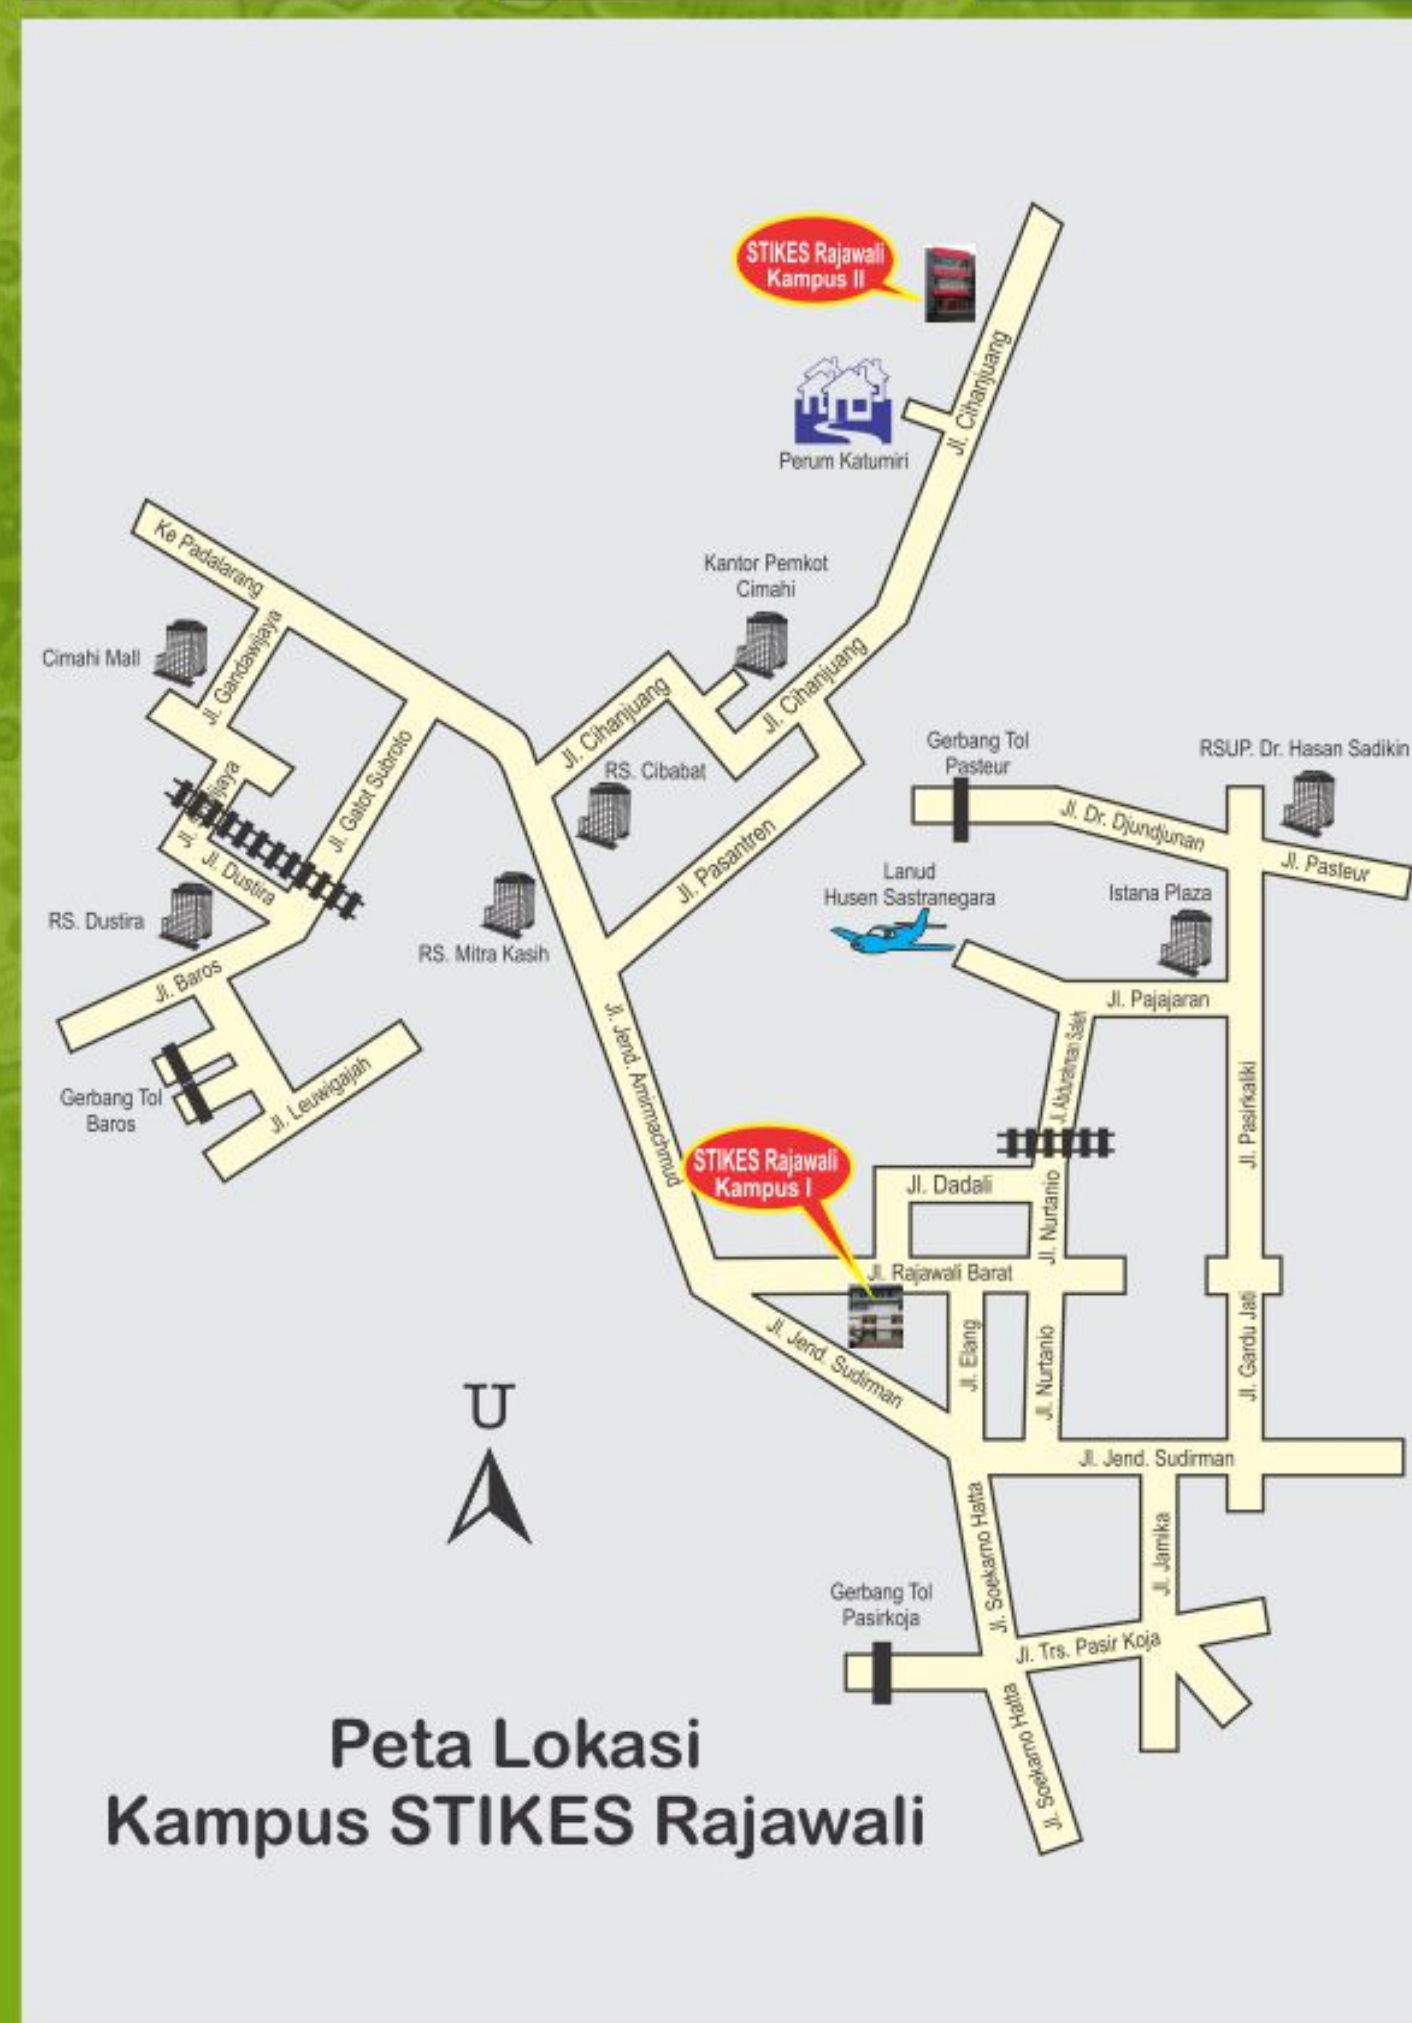 STIKES Rajawali
Kampus II
Jl. Cihanjuang
Perum Katumiri
Ke Padalarang
Kantor Pemkot
Cimahi
Cimahi Mall
Jl. Gandawijaya
Jl. Cihanjuang
Jl. Cihanjuang
Jl. Gatot Subroto
RS. Cibabat
Gerbang Tol
Pasteur
RSUP. Dr. Hasan Sadikin
Jl. Dr. Djundjunan
Jl. Pasteur
Jl. Dustira
Jl. Pasantren
Lanud
Husen Sastranegara
Istana Plaza
RS. Dustira
RS. Mitra Kasih
Jl. Baros
Jl. Pajajaran
Jl. Abdurahman Saleh
Jl. Jend. Amirmachmud
Gerbang Tol
Baros
Jl. Leuwigajah
Jl. Pasirkaliki
STIKES Rajawali
Kampus I
Jl. Dadali
Jl. Nurtanio
Jl. Rajawali Barat
Jl. Jend. Sudirman
Jl. Elang
Jl. Nurtanio
Jl. Gardu Jati
U
Jl. Jend. Sudirman
Jl. Soekarno Hatta
Jl. Jamika
Gerbang Tol
Pasirkoja
Jl. Trs. Pasir Koja
Jl. Soekarno Hatta
Peta Lokasi
Kampus STIKES Rajawali